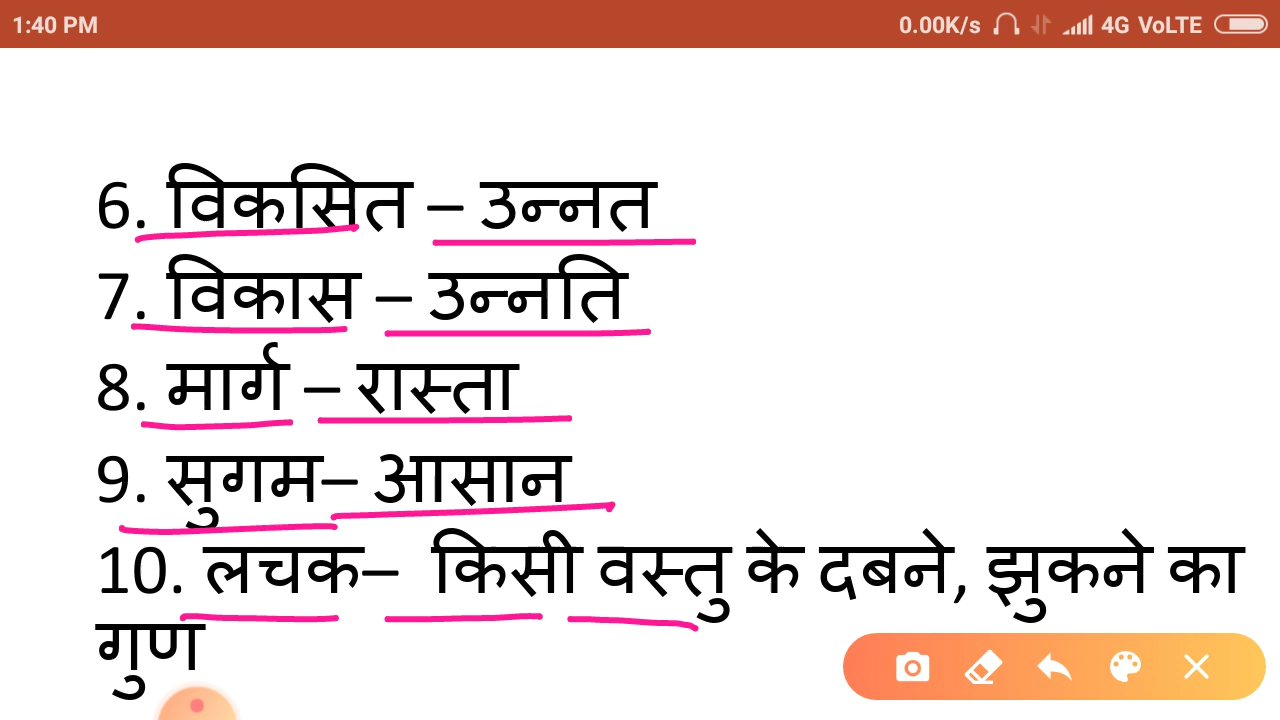 1:40 PM 0.00K/s 4G VoLTE
6. विकसित – उन्नत
7. विकास – उन्नति
8. मार्ग – रास्ता
9. सुगम– आसान
10. लचक– किसी वस्तु के दबने, झुकने का
गुण